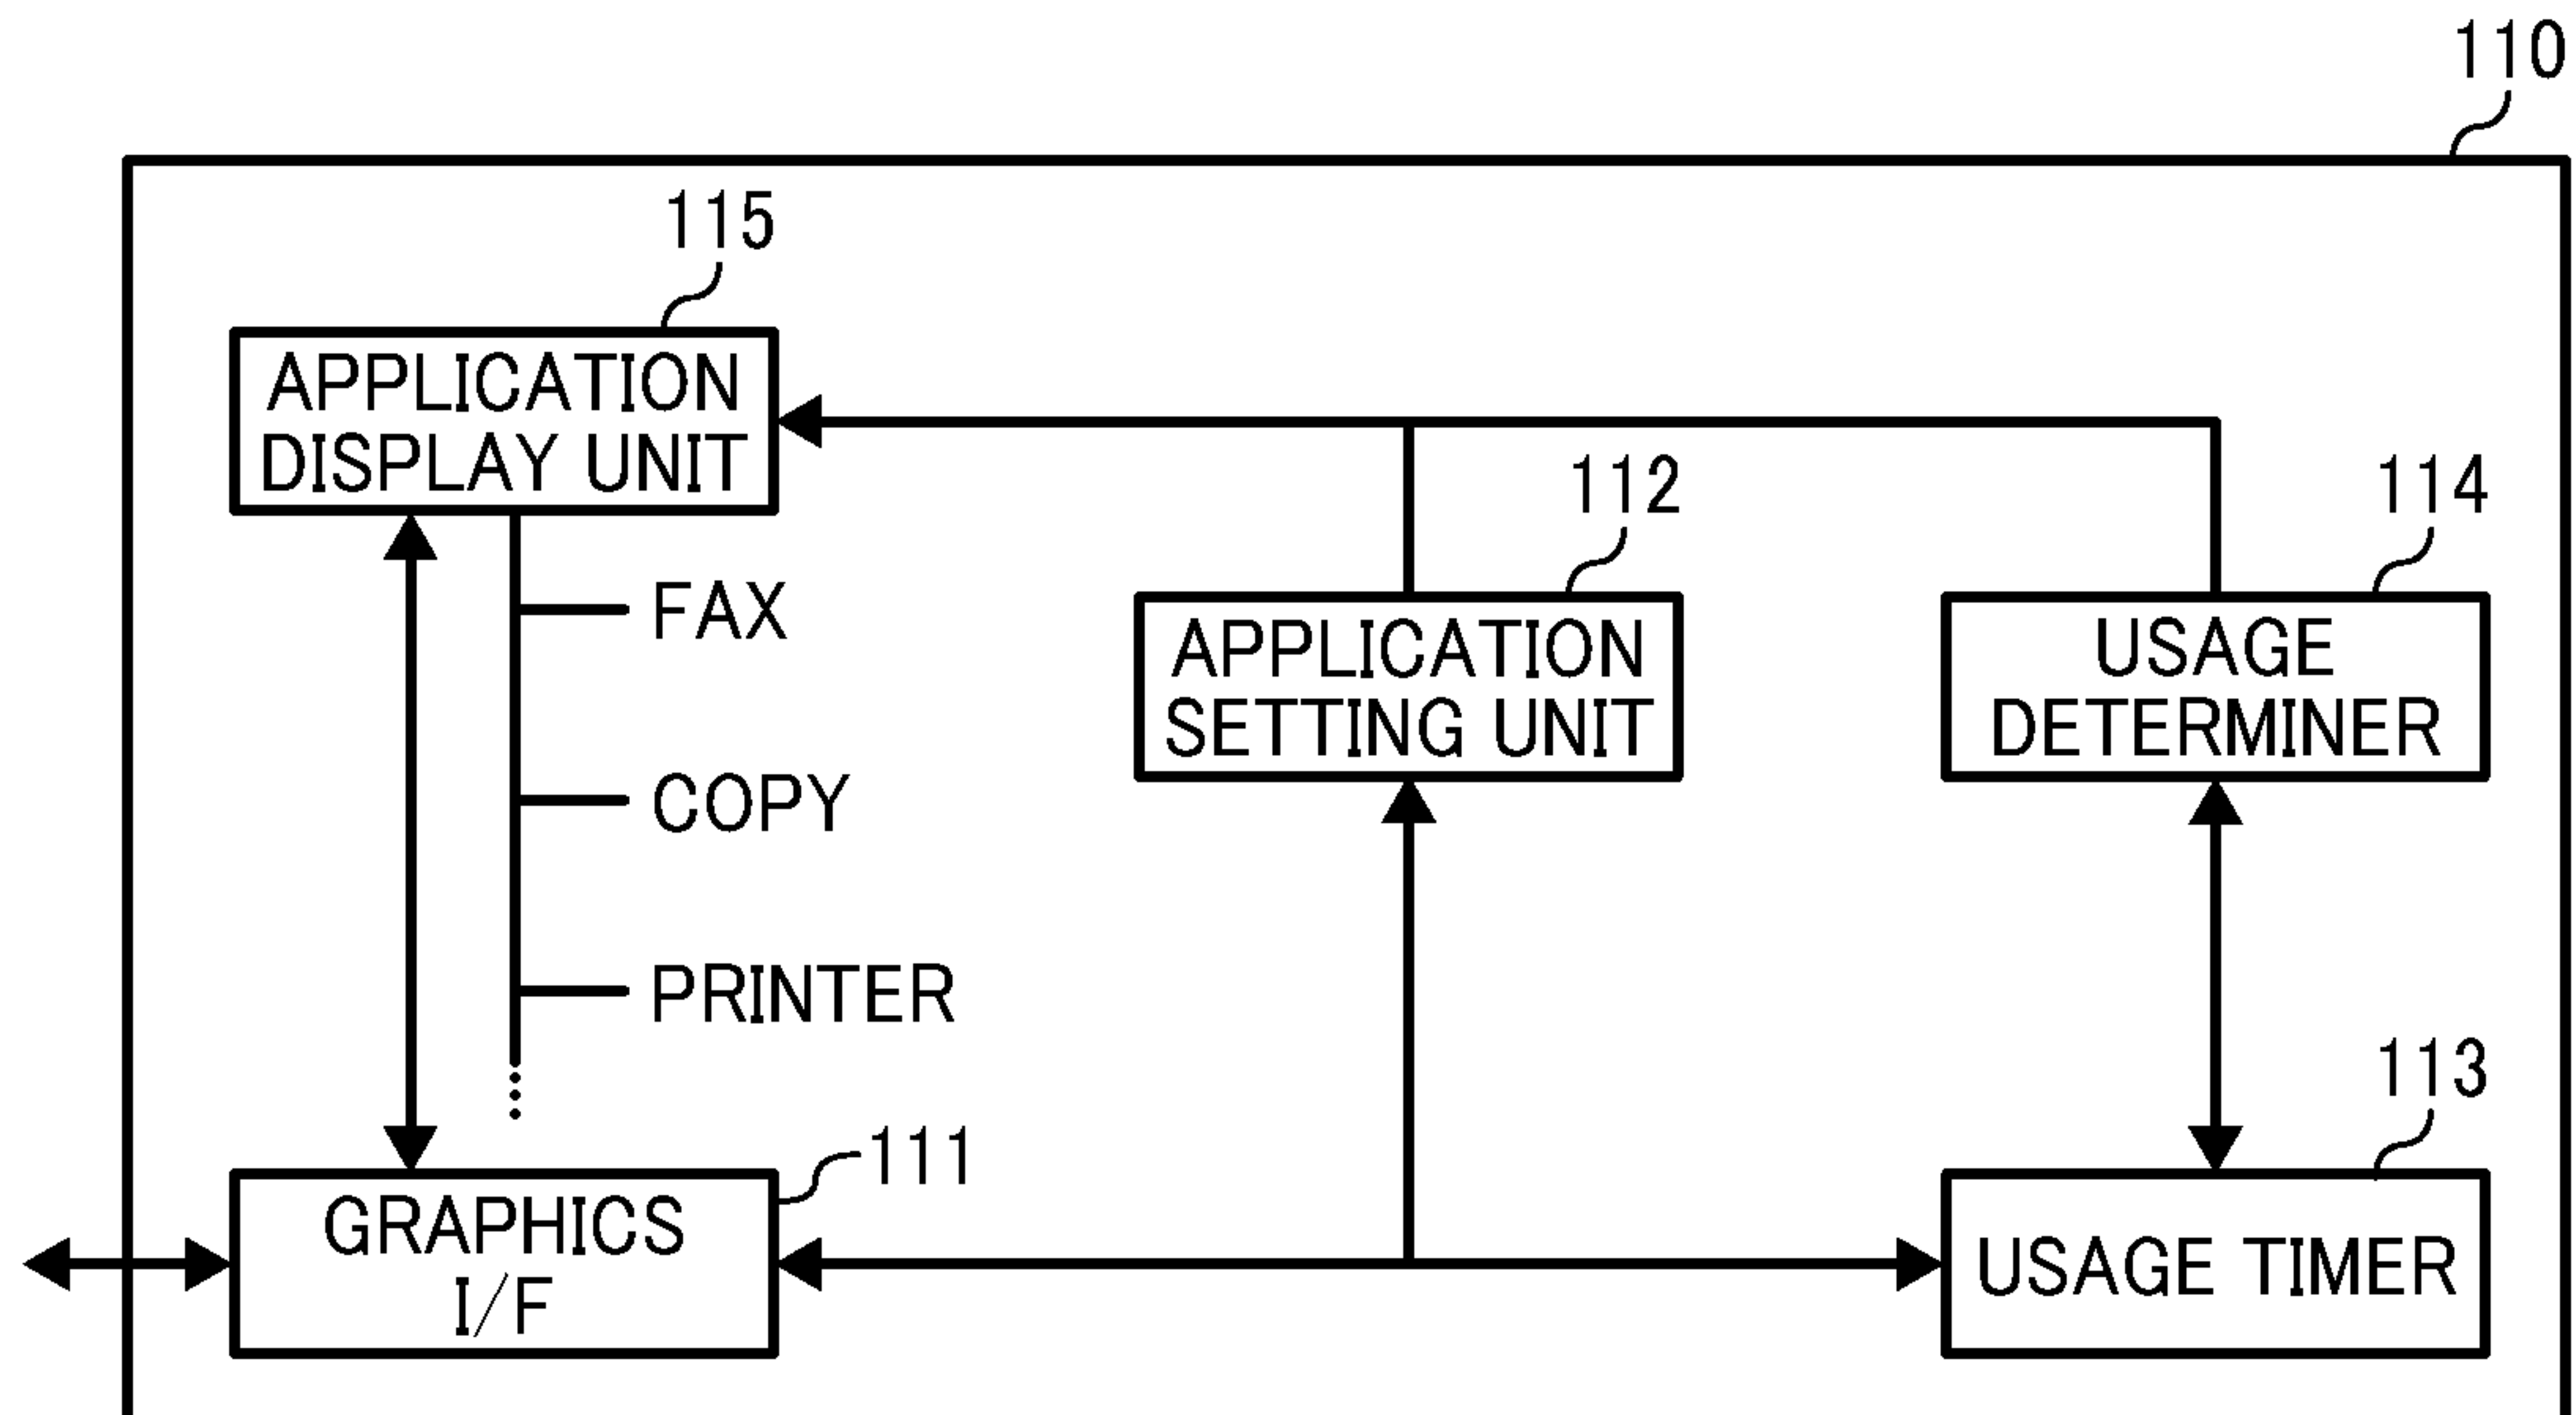 110
115
APPLICATION
DISPLAY UNIT
112
114
FAX
APPLICATION
SETTING UNIT
USAGE
DETERMINER
COPY
PRINTER
113
111
GRAPHICS
I/F
USAGE TIMER